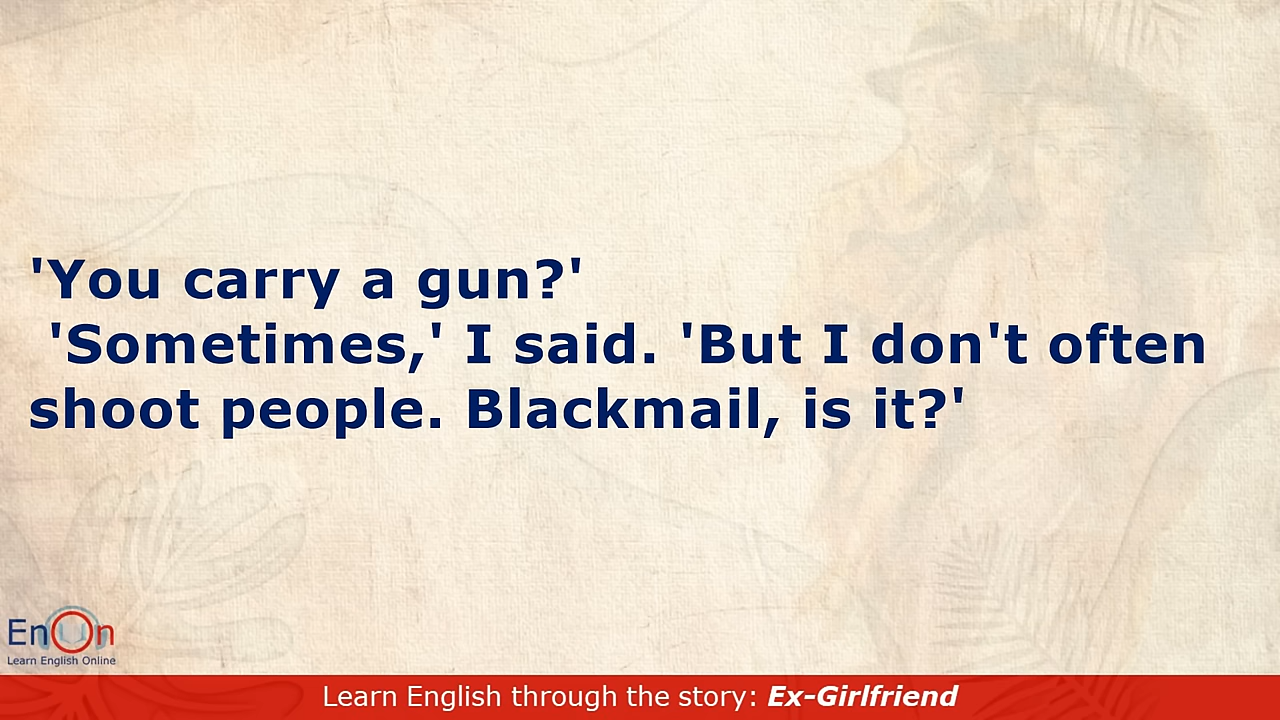 'You carry a gun?'
'Sometimes,' I said. 'But I don't often
shoot people. Blackmail, is it?'
EnOn
Learn English Online
Learn English through the story: Ex-Girlfriend